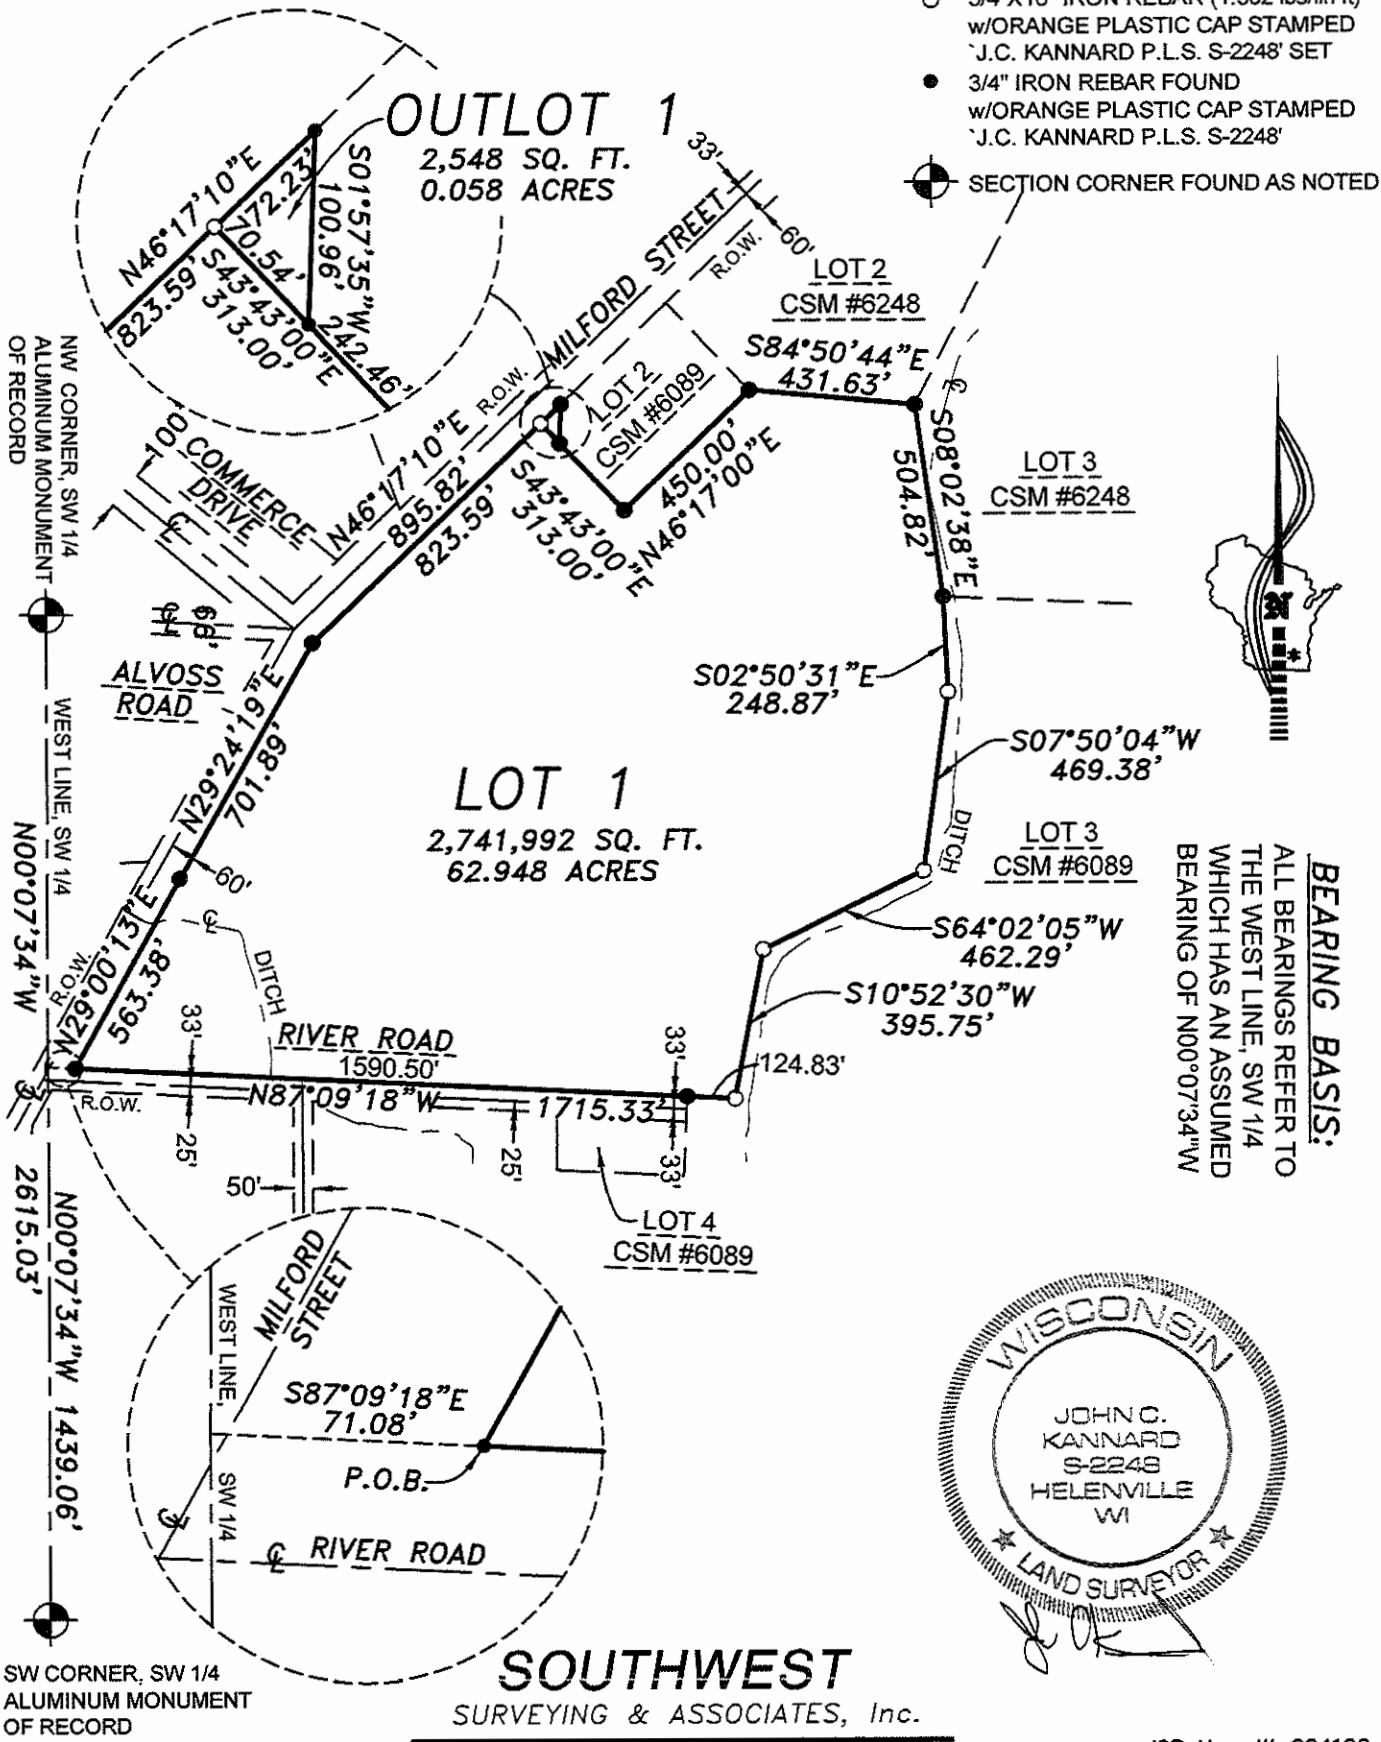 w/ORANGE PLASTIC CAP STAMPED
`J.C. KANNARD P.L.S. S-2248' SET
3/4" IRON REBAR FOUND
w/ORANGE PLASTIC CAP STAMPED
`J.C. KANNARD P.L.S. S-2248'
SECTION CORNER FOUND AS NOTED
OUTLOT 1
2,548 SQ. FT.
0.058 ACRES
N46°17'10"E
72.23'
823.59'
70.54'
S43°43'00"E
313.00'
S01°57'35"W
100.96'
242.46'
33'
60'
MILFORD STREET
R.O.W.
R.O.W.
LOT 2
CSM #6248
S84°50'44"E
431.63'
LOT 2
CSM #6089
450.00'
N46°17'00"E
S43°43'00"E
313.00'
N46°17'10"E
895.82'
823.59'
100'
COMMERCE
DRIVE
NW CORNER, SW 1/4
ALUMINUM MONUMENT
OF RECORD
66'
ALVOSS
ROAD
S08°02'38"E
504.82'
LOT 3
CSM #6248
S02°50'31"E
248.87'
S07°50'04"W
469.38'
N29°24'19"E
701.89'
LOT 1
2,741,992 SQ. FT.
62.948 ACRES
WEST LINE, SW 1/4
N00°07'34"W
60'
DITCH
LOT 3
CSM #6089
S64°02'05"W
462.29'
S10°52'30"W
395.75'
BEARING BASIS:
ALL BEARINGS REFER TO
THE WEST LINE, SW 1/4
WHICH HAS AN ASSUMED
BEARING OF N00°07'34"W
R.O.W.
N29°00'13"E
563.38'
DITCH
33'
RIVER ROAD
1590.50'
33'
124.83'
R.O.W.
N87°09'18"W
1715.33'
25'
25'
33'
50'
LOT 4
CSM #6089
N00°07'34"W 1439.06'
2615.03'
MILFORD
STREET
WEST LINE,
SW 1/4
S87°09'18"E
71.08'
P.O.B.
RIVER ROAD
WISCONSIN
JOHN C.
KANNARD
S-2248
HELENVILLE
WI
LAND SURVEYOR
SW CORNER, SW 1/4
ALUMINUM MONUMENT
OF RECORD
SOUTHWEST
SURVEYING & ASSOCIATES, Inc.